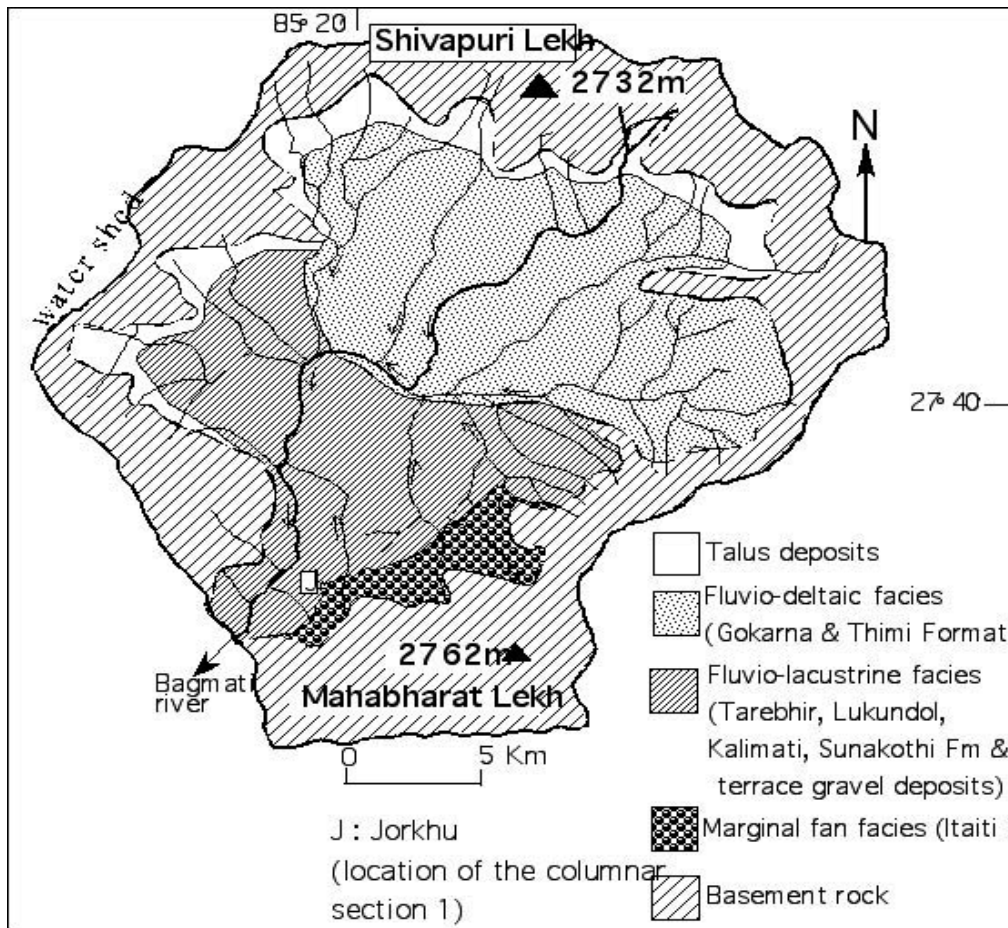 85° 20'
Shivapuri Lekh
2732m
N
Water shed
27° 40'
J
2762m
Mahabharat Lekh
Bagmati
river
0 5 Km
J : Jorkhu
(location of the columnar
section 1)
Talus deposits
Fluvio-deltaic facies
(Gokarna & Thimi Format
Fluvio-lacustrine facies
(Tarebhir, Lukundol,
Kalimati, Sunakothi Fm &
terrace gravel deposits)
Marginal fan facies (Itaiti
Basement rock